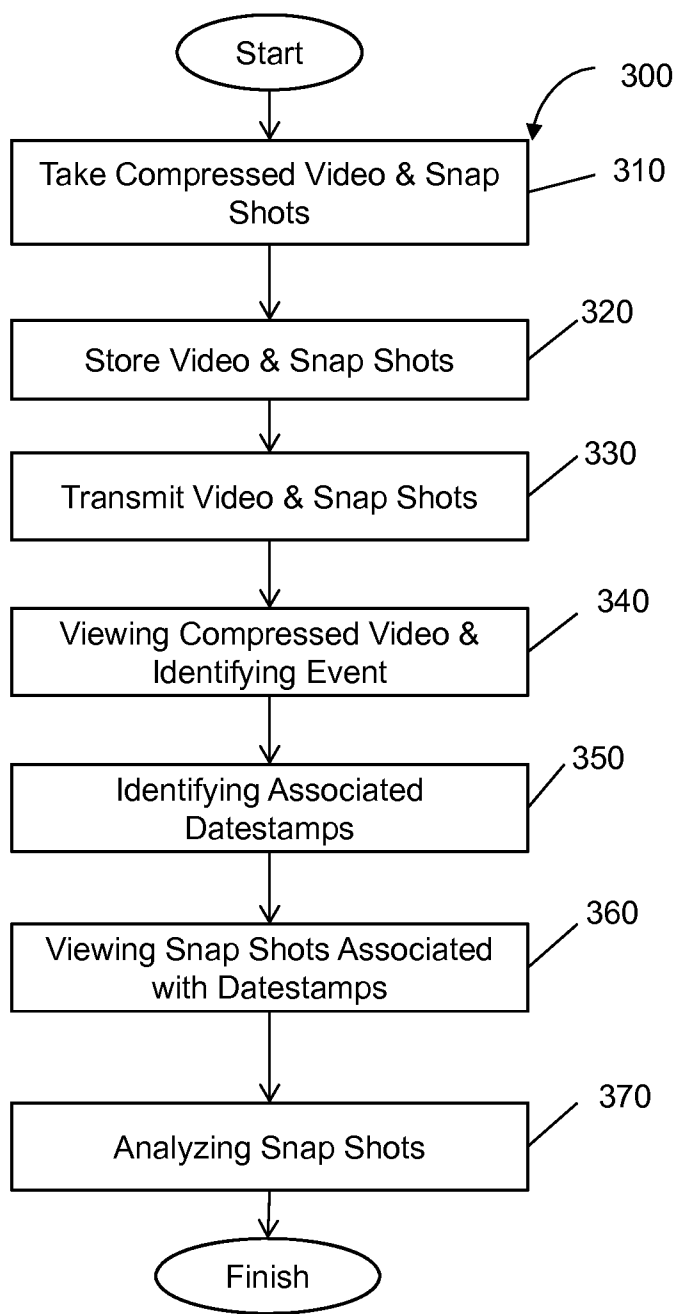 Start
300
Take Compressed Video & Snap
Shots
310
Store Video & Snap Shots
320
Transmit Video & Snap Shots
330
Viewing Compressed Video &
Identifying Event
340
Identifying Associated
Datestamps
350
Viewing Snap Shots Associated
with Datestamps
360
Analyzing Snap Shots
370
Finish